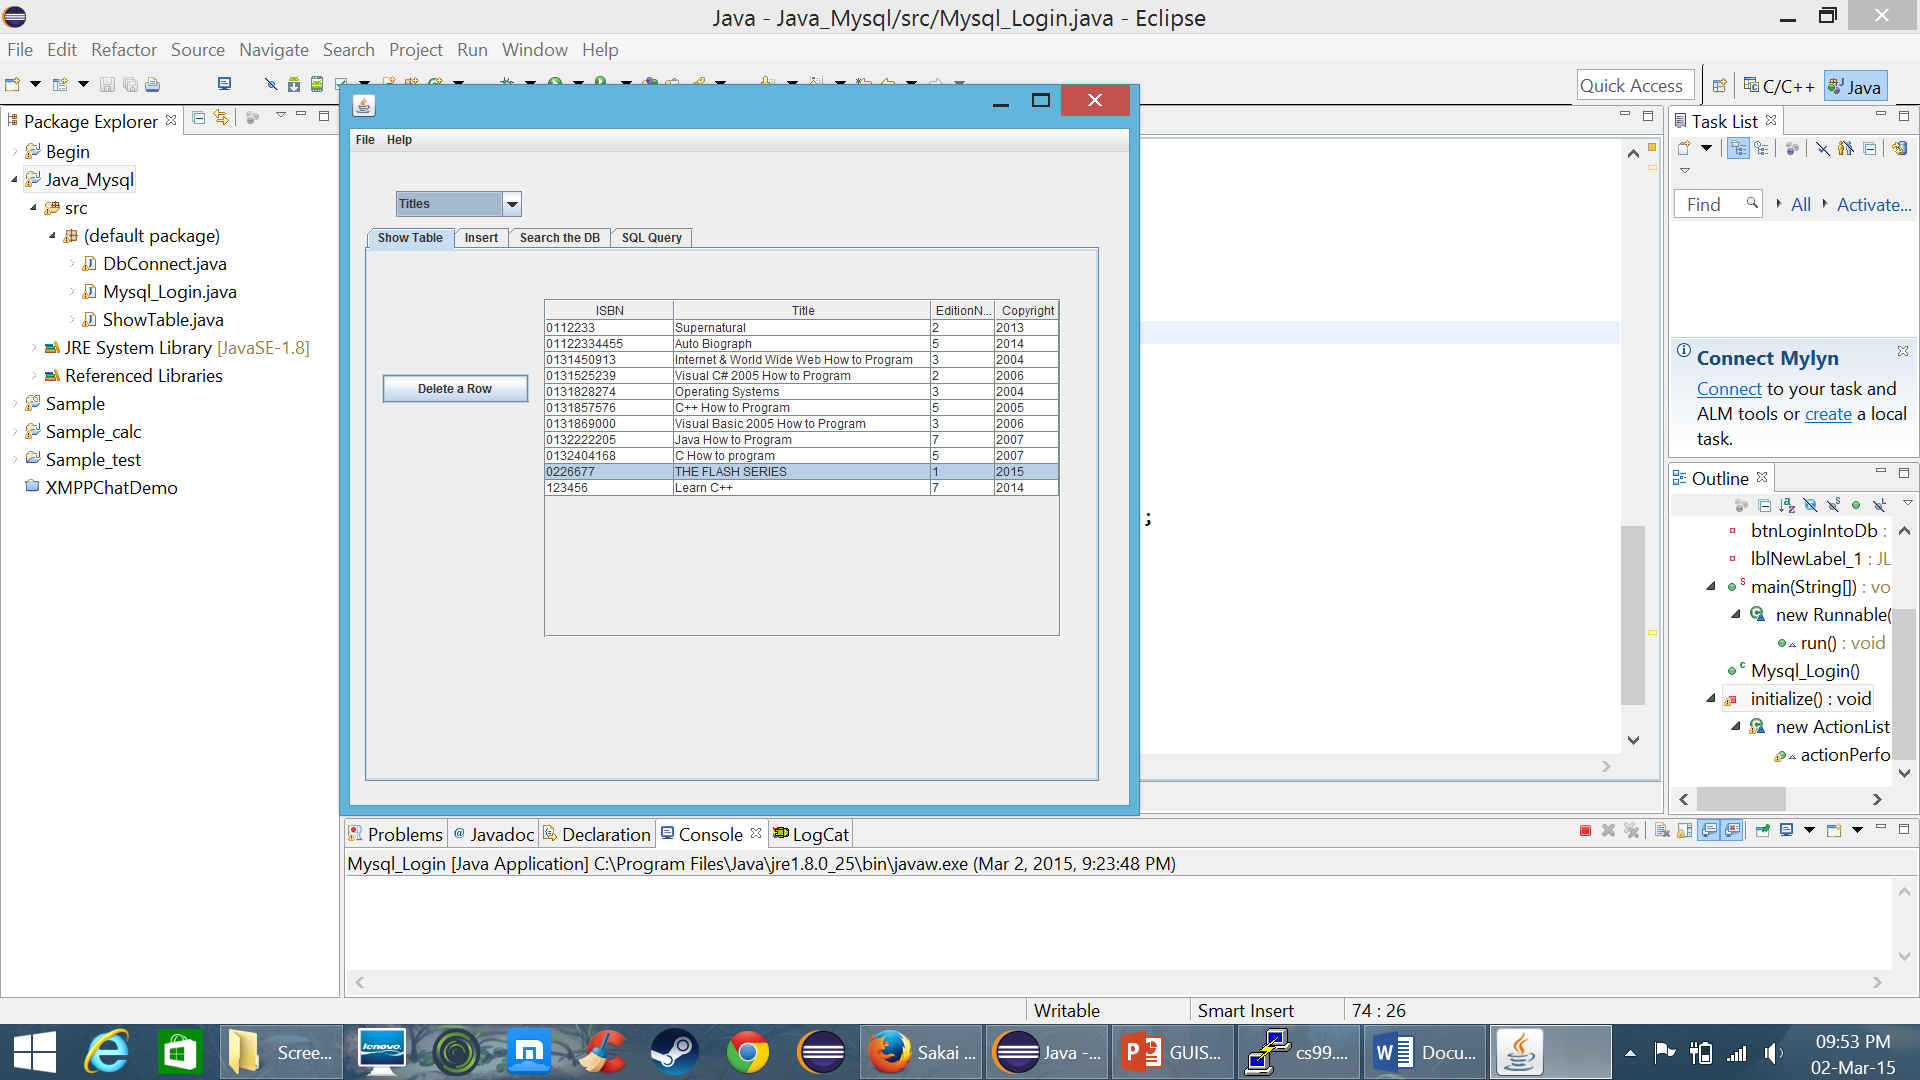 Java - Java_Mysql/src/Mysql_Login.java - Eclipse
File Edit Refactor Source Navigate Search Project Run Window Help
Quick Access
C/C++
Java
Package Explorer
Begin
Java_Mysql
src
(default package)
DbConnect.java
Mysql_Login.java
ShowTable.java
JRE System Library [JavaSE-1.8]
Referenced Libraries
Sample
Sample_calc
Sample_test
XMPPChatDemo
File Help
Titles
Show Table Insert Search the DB SQL Query
Delete a Row
ISBN Title EditionN... Copyright
0112233 Supernatural 2 2013
01122334455 Auto Biograph 5 2014
0131450913 Internet & World Wide Web How to Program 3 2004
0131525239 Visual C# 2005 How to Program 2 2006
0131828274 Operating Systems 3 2004
0131857576 C++ How to Program 5 2005
0131869000 Visual Basic 2005 How to Program 3 2006
0132222205 Java How to Program 7 2007
0132404168 C How to program 5 2007
0226677 THE FLASH SERIES 1 2015
123456 Learn C++ 7 2014
;
Task List
Find All Activate...
Connect Mylyn
Connect to your task and
ALM tools or create a local
task.
Outline
btnLoginIntoDb :
lblNewLabel_1 : JL
main(String[]) : vo
new Runnable(
run() : void
Mysql_Login()
initialize() : void
new ActionList
actionPerfo
Problems @ Javadoc Declaration Console LogCat
Mysql_Login [Java Application] C:\Program Files\Java\jre1.8.0_25\bin\javaw.exe (Mar 2, 2015, 9:23:48 PM)
Writable Smart Insert 74 : 26
Scree...
lenovo
Sakai ...
Java -...
GUIS...
cs99....
Docu...
09:53 PM
02-Mar-15